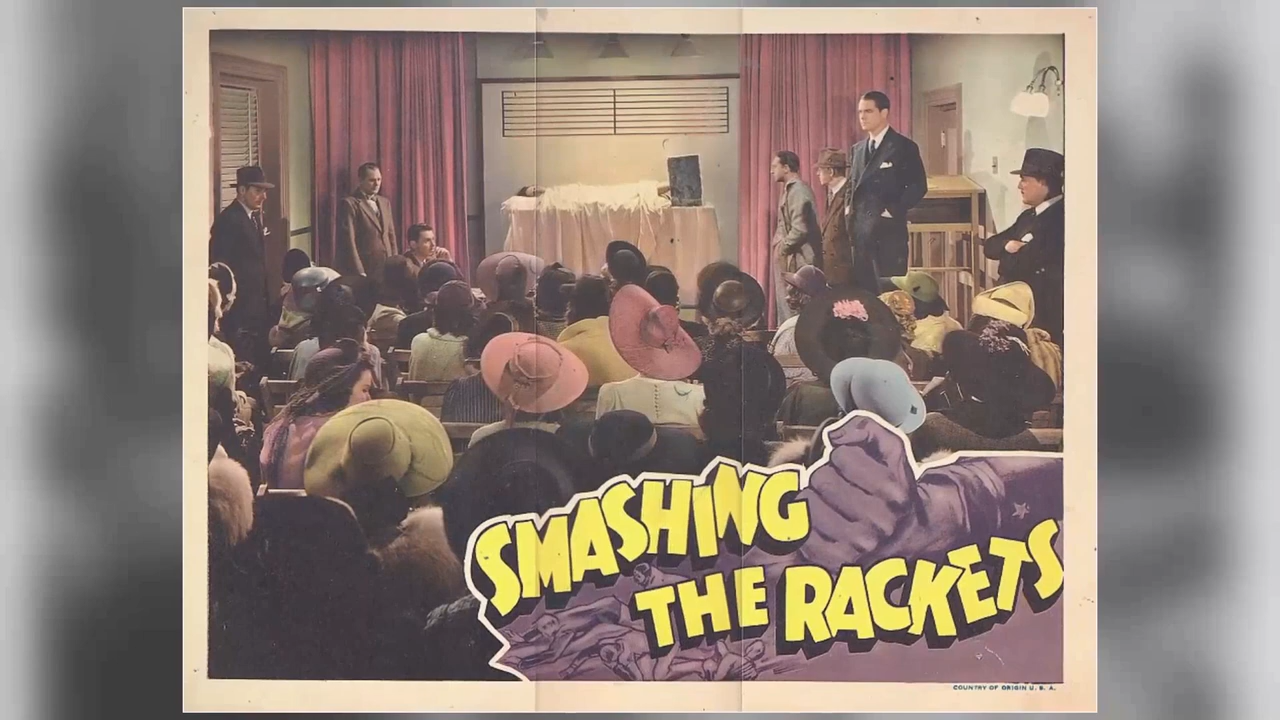 SMASHING
THE RACKETS
COUNTRY OF ORIGIN U. S. A.